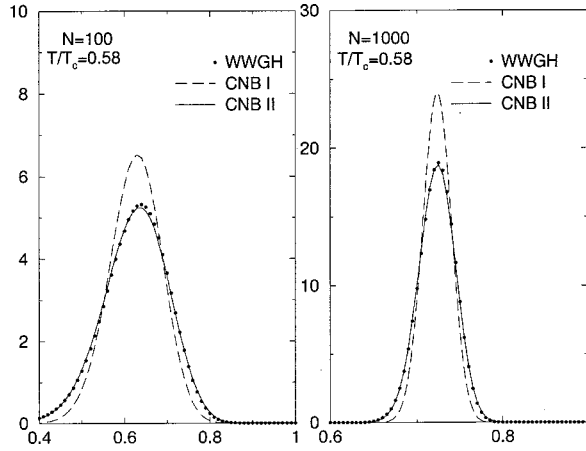 10
8
6
4
2
0
N=100
T/Tc=0.58
WWGH
CNB I
CNB II
0.4
0.6
0.8
1
30
20
10
0
N=1000
T/Tc=0.58
WWGH
CNB I
CNB II
0.6
0.8